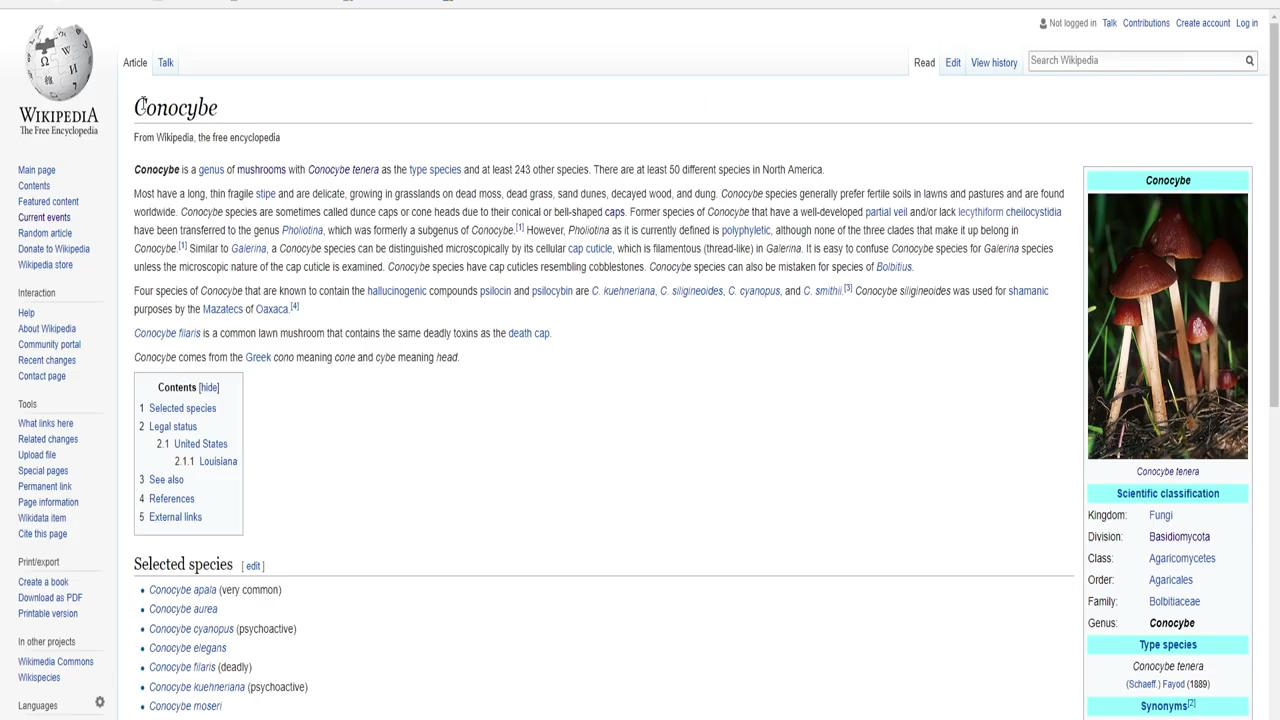 Not logged in Talk Contributions Create account Log in
Article Talk Read Edit View history Search Wikipedia
WIKIPEDIA
The Free Encyclopedia
Main page
Contents
Featured content
Current events
Random article
Donate to Wikipedia
Wikipedia store
Interaction
Help
About Wikipedia
Community portal
Recent changes
Contact page
Tools
What links here
Related changes
Upload file
Special pages
Permanent link
Page information
Wikidata item
Cite this page
Print/export
Create a book
Download as PDF
Printable version
In other projects
Wikimedia Commons
Wikispecies
Languages
Conocybe
From Wikipedia, the free encyclopedia
Conocybe is a genus of mushrooms with Conocybe tenera as the type species and at least 243 other species. There are at least 50 different species in North America.
Most have a long, thin fragile stipe and are delicate, growing in grasslands on dead moss, dead grass, sand dunes, decayed wood, and dung. Conocybe species generally prefer fertile soils in lawns and pastures and are found
worldwide. Conocybe species are sometimes called dunce caps or cone heads due to their conical or bell-shaped caps. Former species of Conocybe that have a well-developed partial veil and/or lack lecythiform cheilocystidia
have been transferred to the genus Pholiotina, which was formerly a subgenus of Conocybe.[1] However, Pholiotina as it is currently defined is polyphyletic, although none of the three clades that make it up belong in
Conocybe.[1] Similar to Galerina, a Conocybe species can be distinguished microscopically by its cellular cap cuticle, which is filamentous (thread-like) in Galerina. It is easy to confuse Conocybe species for Galerina species
unless the microscopic nature of the cap cuticle is examined. Conocybe species have cap cuticles resembling cobblestones. Conocybe species can also be mistaken for species of Bolbitius.
Four species of Conocybe that are known to contain the hallucinogenic compounds psilocin and psilocybin are C. kuehneriana, C. siligineoides, C. cyanopus, and C. smithii.[3] Conocybe siligineoides was used for shamanic
purposes by the Mazatecs of Oaxaca.[4]
Conocybe filaris is a common lawn mushroom that contains the same deadly toxins as the death cap.
Conocybe comes from the Greek cono meaning cone and cybe meaning head.
Contents [hide]
1 Selected species
2 Legal status
2.1 United States
2.1.1 Louisiana
3 See also
4 References
5 External links
Selected species [ edit ]
Conocybe apala (very common)
Conocybe aurea
Conocybe cyanopus (psychoactive)
Conocybe elegans
Conocybe filaris (deadly)
Conocybe kuehneriana (psychoactive)
Conocybe moseri
Conocybe
Conocybe tenera
Scientific classification
Kingdom: Fungi
Division: Basidiomycota
Class: Agaricomycetes
Order: Agaricales
Family: Bolbitiaceae
Genus: Conocybe
Type species
Conocybe tenera
(Schaeff.) Fayod (1889)
Synonyms[2]